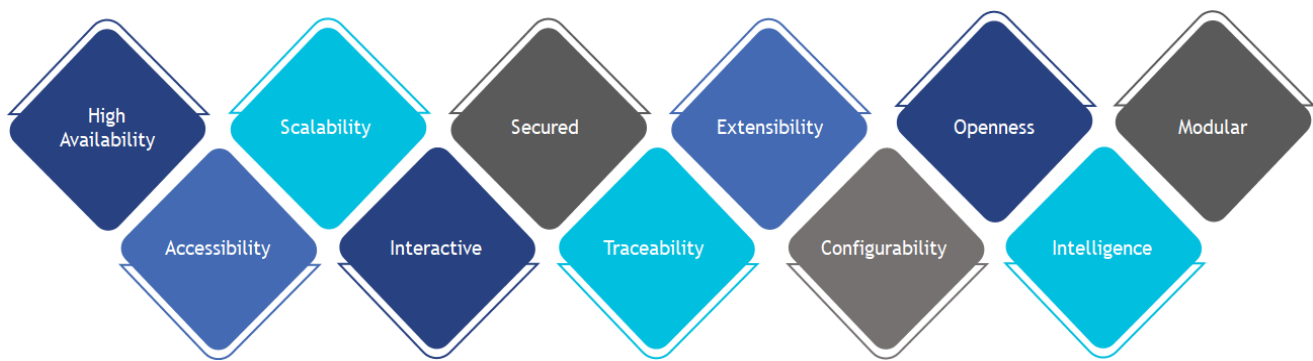 High
Availability
Scalability
Secured
Extensibility
Openness
Modular
Accessibility
Interactive
Traceability
Configurability
Intelligence